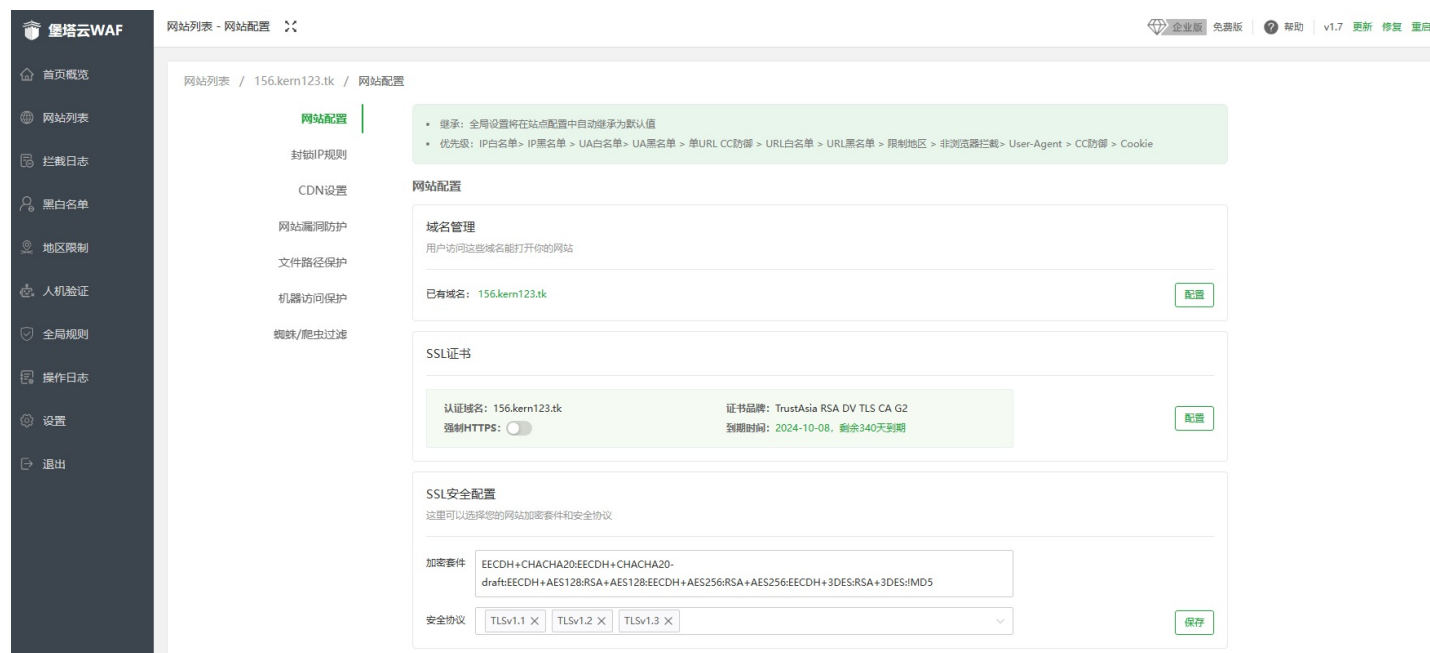 堡塔云WAF
网站列表 - 网站配置
企业版 免费版
帮助
v1.7 更新 修复 重启
首页概览
网站列表
拦截日志
黑白名单
地区限制
人机验证
全局规则
操作日志
设置
退出
网站列表 / 156.kern123.tk / 网站配置
网站配置
封锁IP规则
CDN设置
网站漏洞防护
文件路径保护
机器访问保护
蜘蛛/爬虫过滤
继承：全局设置将在站点配置中自动继承为默认值
优先级：IP白名单> IP黑名单 > UA白名单> UA黑名单 > 单URL CC防御 > URL白名单 > URL黑名单 > 限制地区 > 非浏览器拦截> User-Agent > CC防御 > Cookie
网站配置
域名管理
用户访问这些域名能打开你的网站
已有域名： 156.kern123.tk
配置
SSL证书
认证域名：156.kern123.tk
证书品牌：TrustAsia RSA DV TLS CA G2
强制HTTPS：
到期时间：2024-10-08，剩余340天到期
配置
SSL安全配置
这里可以选择您的网站加密套件和安全协议
加密套件
EECDH+CHACHA20:EECDH+CHACHA20-
draft:EECDH+AES128:RSA+AES128:EECDH+AES256:RSA+AES256:EECDH+3DES:RSA+3DES:!MD5
安全协议
TLSv1.1 TLSv1.2 TLSv1.3
保存